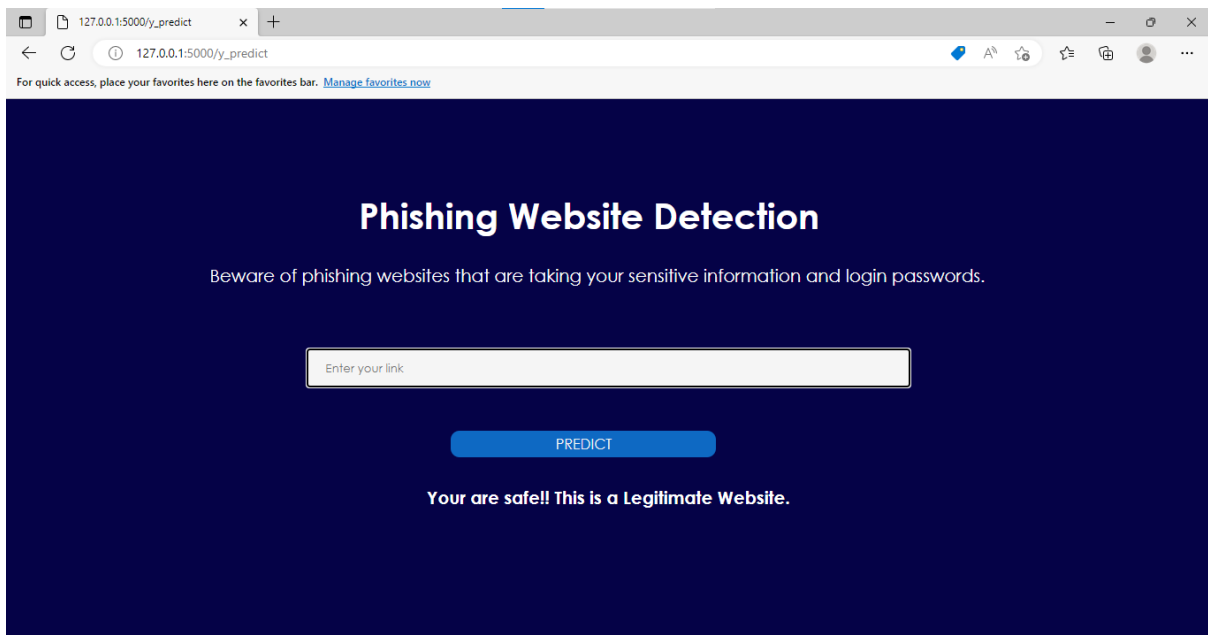 127.0.0.1:5000/y_predict
127.0.0.1:5000/y_predict
For quick access, place your favorites here on the favorites bar. Manage favorites now
Phishing Website Detection
Beware of phishing websites that are taking your sensitive information and login passwords.
Enter your link
PREDICT
Your are safe!! This is a Legitimate Website.